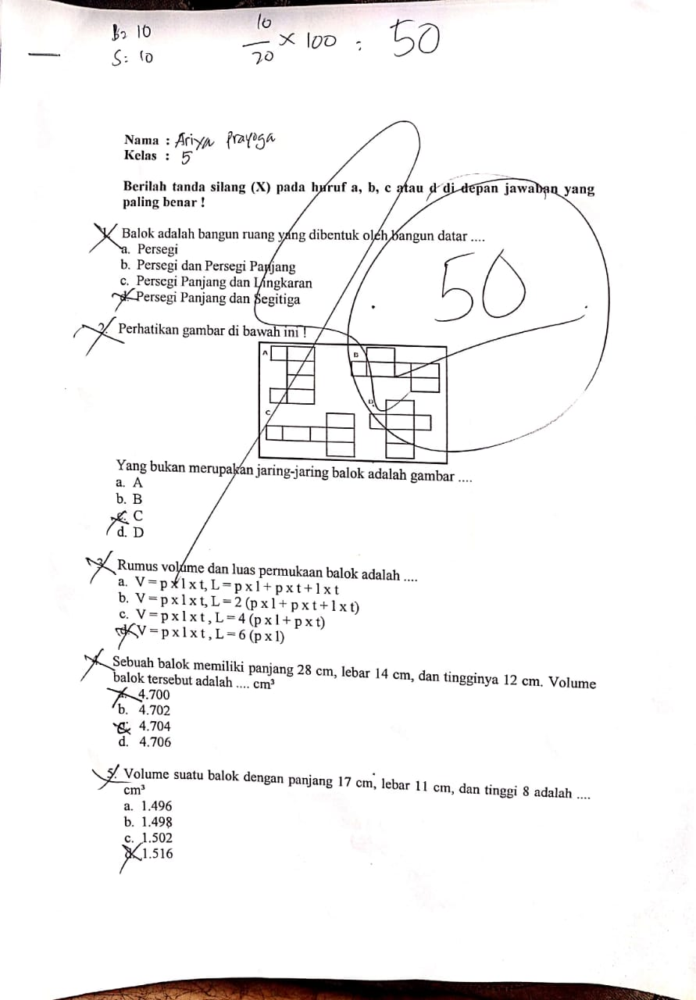 B = 10
S : 10
10
/20 × 100 = 50
Nama : Ariya Prayoga
Kelas : 5
Berilah tanda silang (X) pada huruf a, b, c atau d di depan jawaban yang
paling benar !
50
1. Balok adalah bangun ruang yang dibentuk oleh bangun datar ....
a. Persegi
b. Persegi dan Persegi Panjang
c. Persegi Panjang dan Lingkaran
d. Persegi Panjang dan Segitiga
2. Perhatikan gambar di bawah ini !
A
B
C
D
Yang bukan merupakan jaring-jaring balok adalah gambar ....
a. A
b. B
c. C
d. D
3. Rumus volume dan luas permukaan balok adalah ....
a. V = p x l x t, L = p x l + p x t + l x t
b. V = p x l x t, L = 2 (p x l + p x t + l x t)
c. V = p x l x t , L = 4 (p x l + p x t)
d. V = p x l x t , L = 6 (p x l)
4. Sebuah balok memiliki panjang 28 cm, lebar 14 cm, dan tingginya 12 cm. Volume
balok tersebut adalah .... cm³
a. 4.700
b. 4.702
c. 4.704
d. 4.706
5. Volume suatu balok dengan panjang 17 cm, lebar 11 cm, dan tinggi 8 adalah ....
cm³
a. 1.496
b. 1.498
c. 1.502
d. 1.516